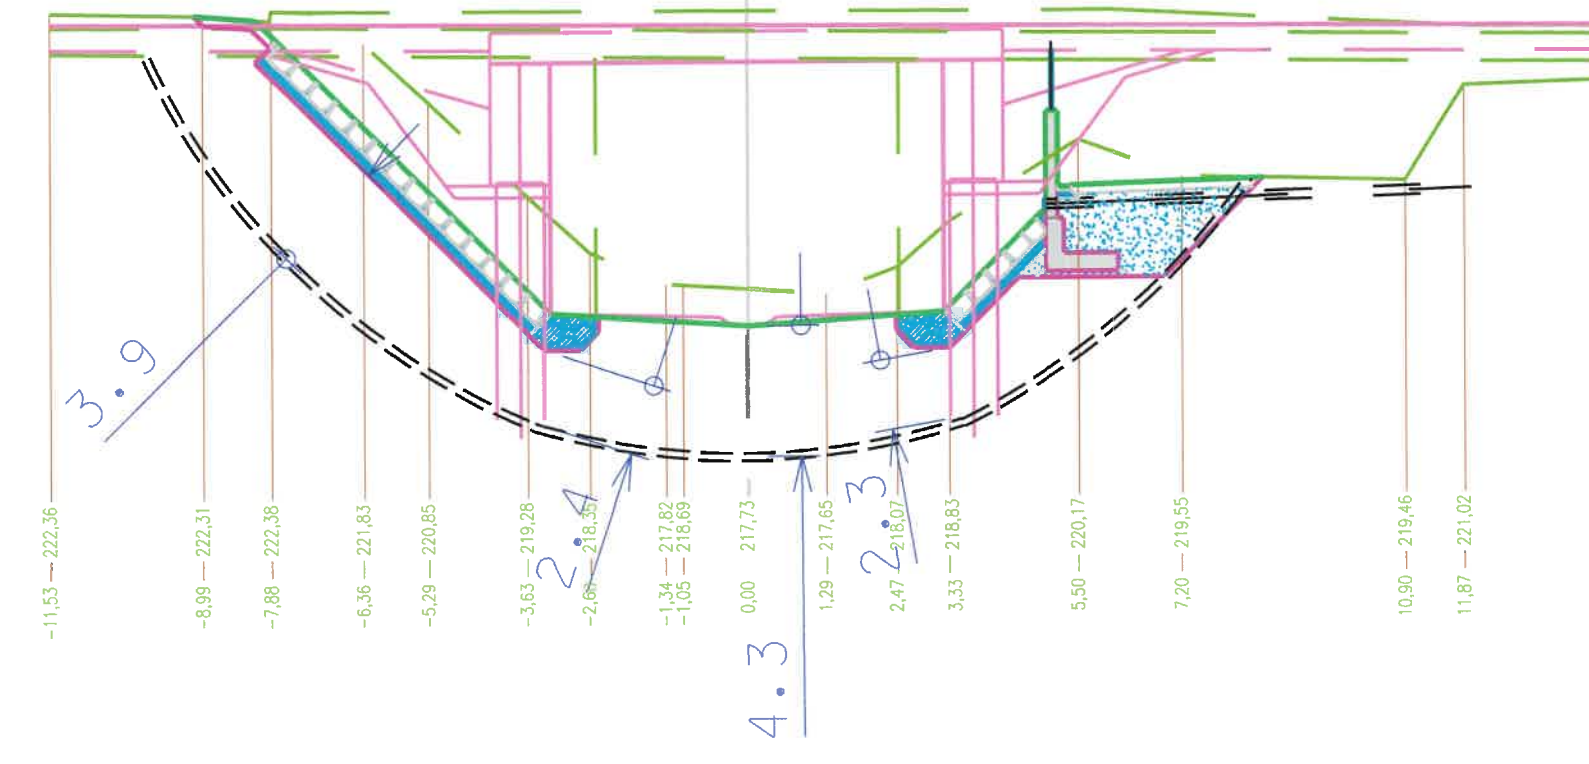 3.9
2.4
4.3
2.3
-11,53 — 222,36
-8,99 — 222,31
-7,88 — 222,38
-6,36 — 221,83
-5,29 — 220,85
-3,63 — 219,28
218,35
-1,34 — 217,82
-1,05 — 218,69
0,00 217,73
1,29 — 217,65
2,47 218,07
3,33 — 218,83
5,50 — 220,17
7,20 — 219,55
10,90 — 219,46
11,87 — 221,02